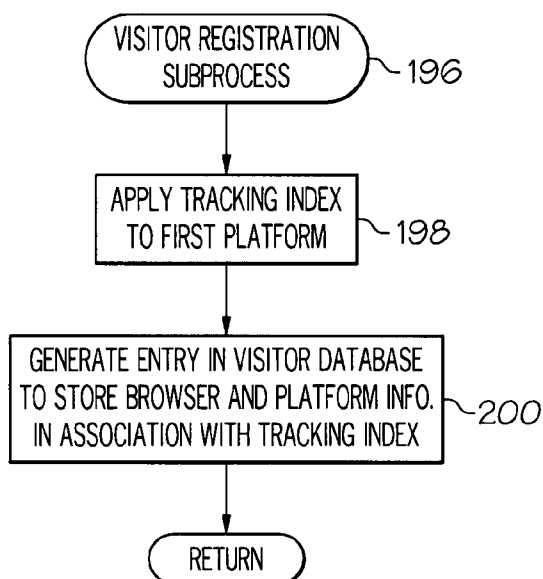 VISITOR REGISTRATION
SUBPROCESS
196
APPLY TRACKING INDEX
TO FIRST PLATFORM
198
GENERATE ENTRY IN VISITOR DATABASE
TO STORE BROWSER AND PLATFORM INFO.
IN ASSOCIATION WITH TRACKING INDEX
200
RETURN